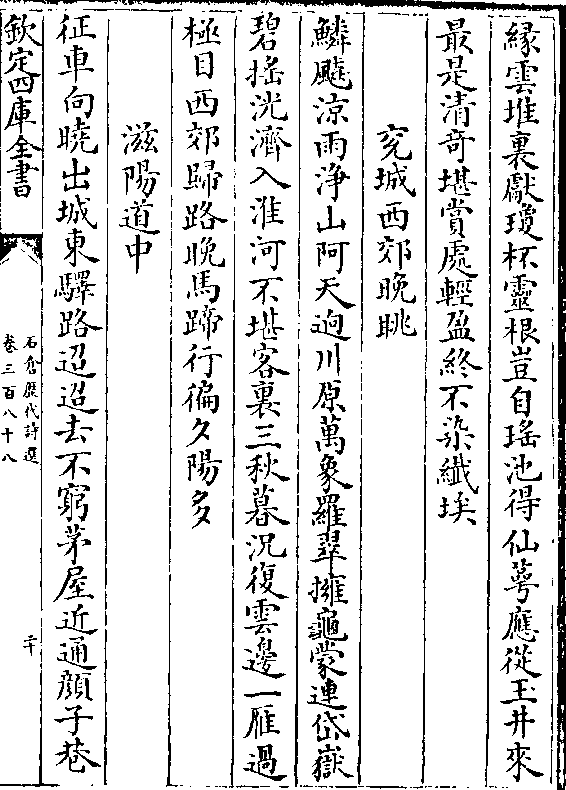 緣雲堆裏獻瓊杯靈根豈自瑤池得仙萼應從玉井來
最是清奇堪賞處輕盈終不染纖埃
兖城西郊晚眺
鱗颷涼雨淨山阿天逈川原萬象羅翠擁龜蒙連岱嶽
碧搖洸濟入淮河不堪客裏三秋暮况復雲邊一雁過
極目西郊歸路晚馬蹄行徧夕陽多
滋陽道中
征車向曉出城東驛路迢迢去不窮茅屋近通顔子巷
欽定四庫全書
石倉歷代詩選
卷三百八十八
二十